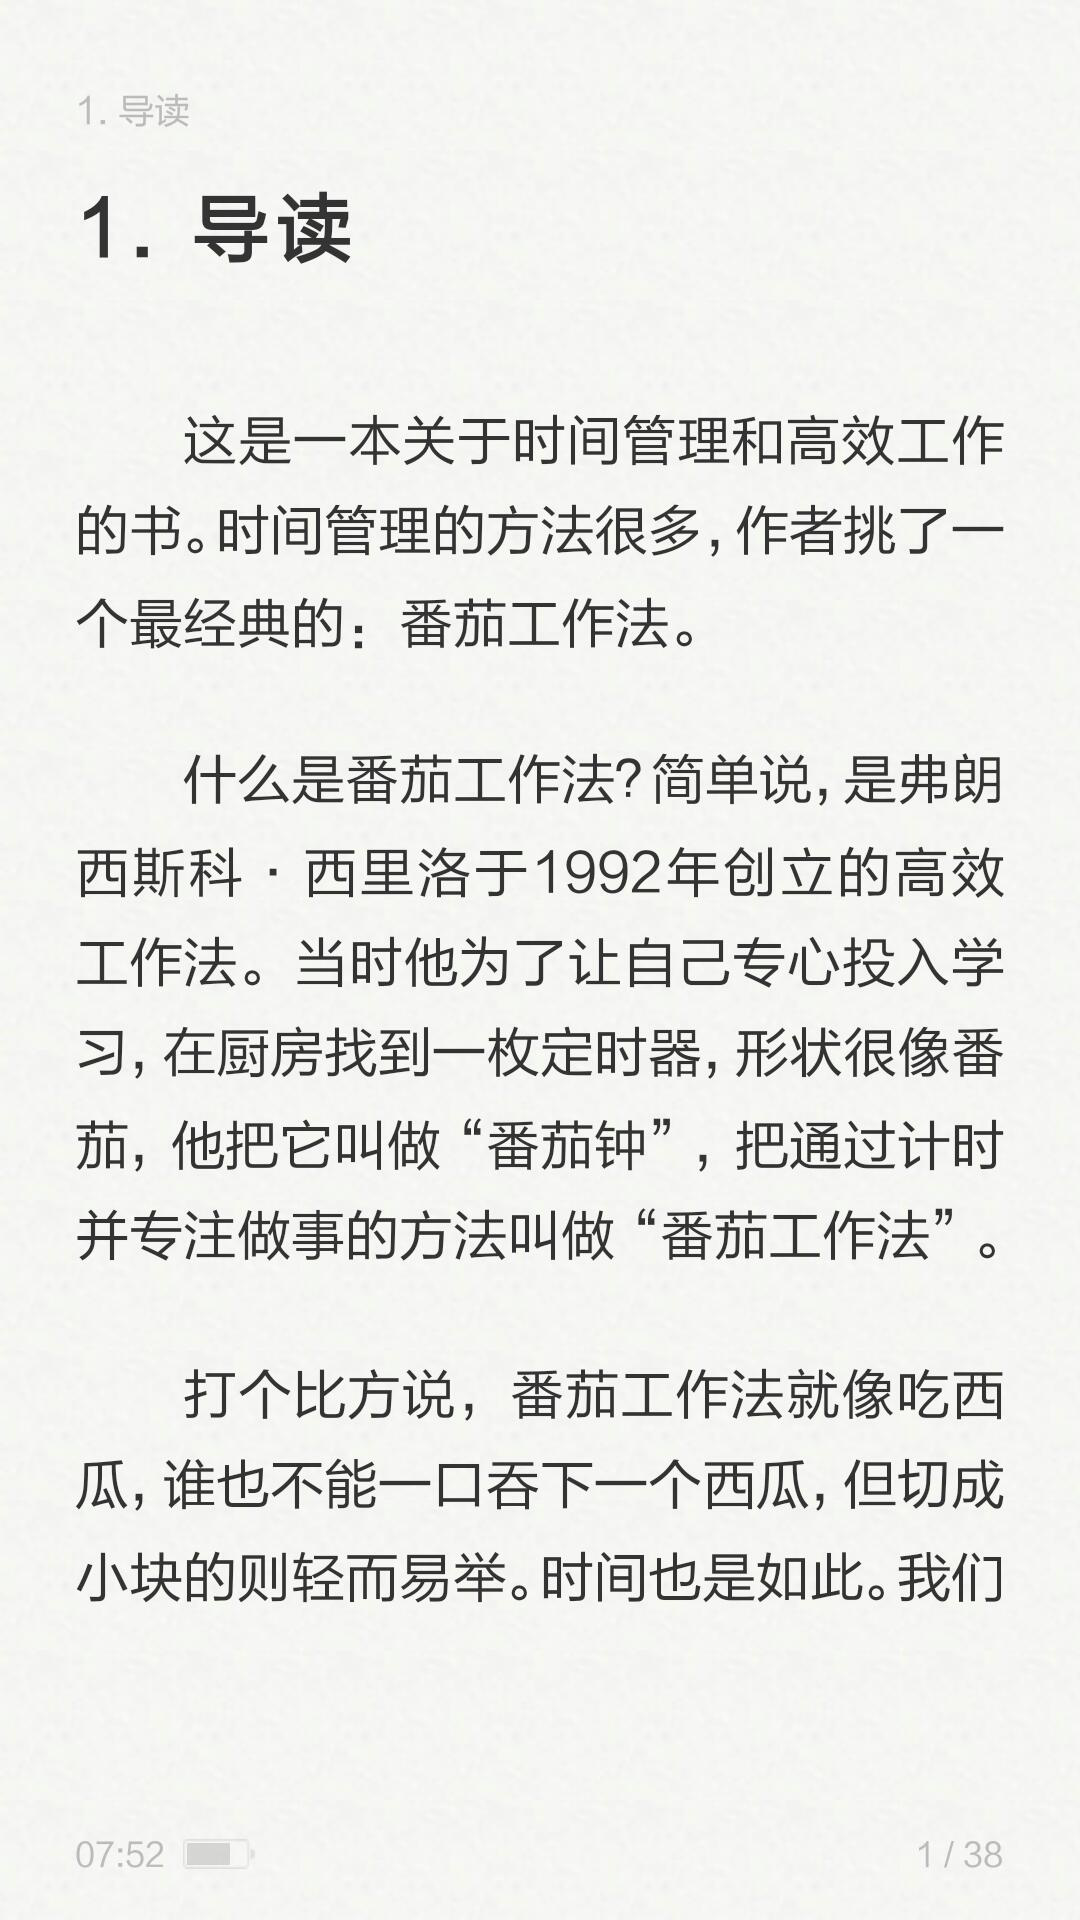 1. 导读
1. 导读
这是一本关于时间管理和高效工作
的书。时间管理的方法很多，作者挑了一
个最经典的：番茄工作法。
什么是番茄工作法？简单说，是弗朗
西斯科·西里洛于1992年创立的高效
工作法。当时他为了让自己专心投入学
习，在厨房找到一枚定时器，形状很像番
茄，他把它叫做“番茄钟”，把通过计时
并专注做事的方法叫做“番茄工作法”。
打个比方说，番茄工作法就像吃西
瓜，谁也不能一口吞下一个西瓜，但切成
小块的则轻而易举。时间也是如此。我们
07:52 1 / 38